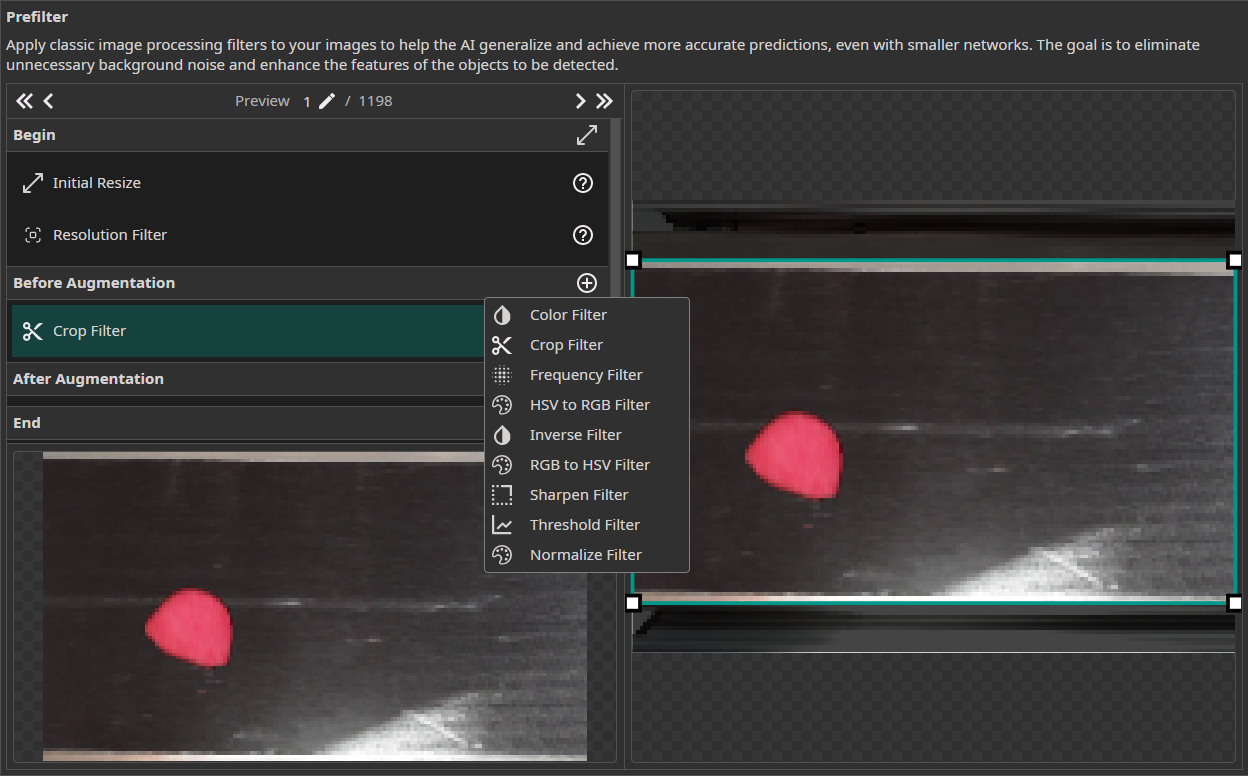 Prefilter
Apply classic image processing filters to your images to help the AI generalize and achieve more accurate predictions, even with smaller networks. The goal is to eliminate
unnecessary background noise and enhance the features of the objects to be detected.
Preview 1 / 1198
Begin
Initial Resize
Resolution Filter
Before Augmentation
Crop Filter
After Augmentation
End
Color Filter
Crop Filter
Frequency Filter
HSV to RGB Filter
Inverse Filter
RGB to HSV Filter
Sharpen Filter
Threshold Filter
Normalize Filter